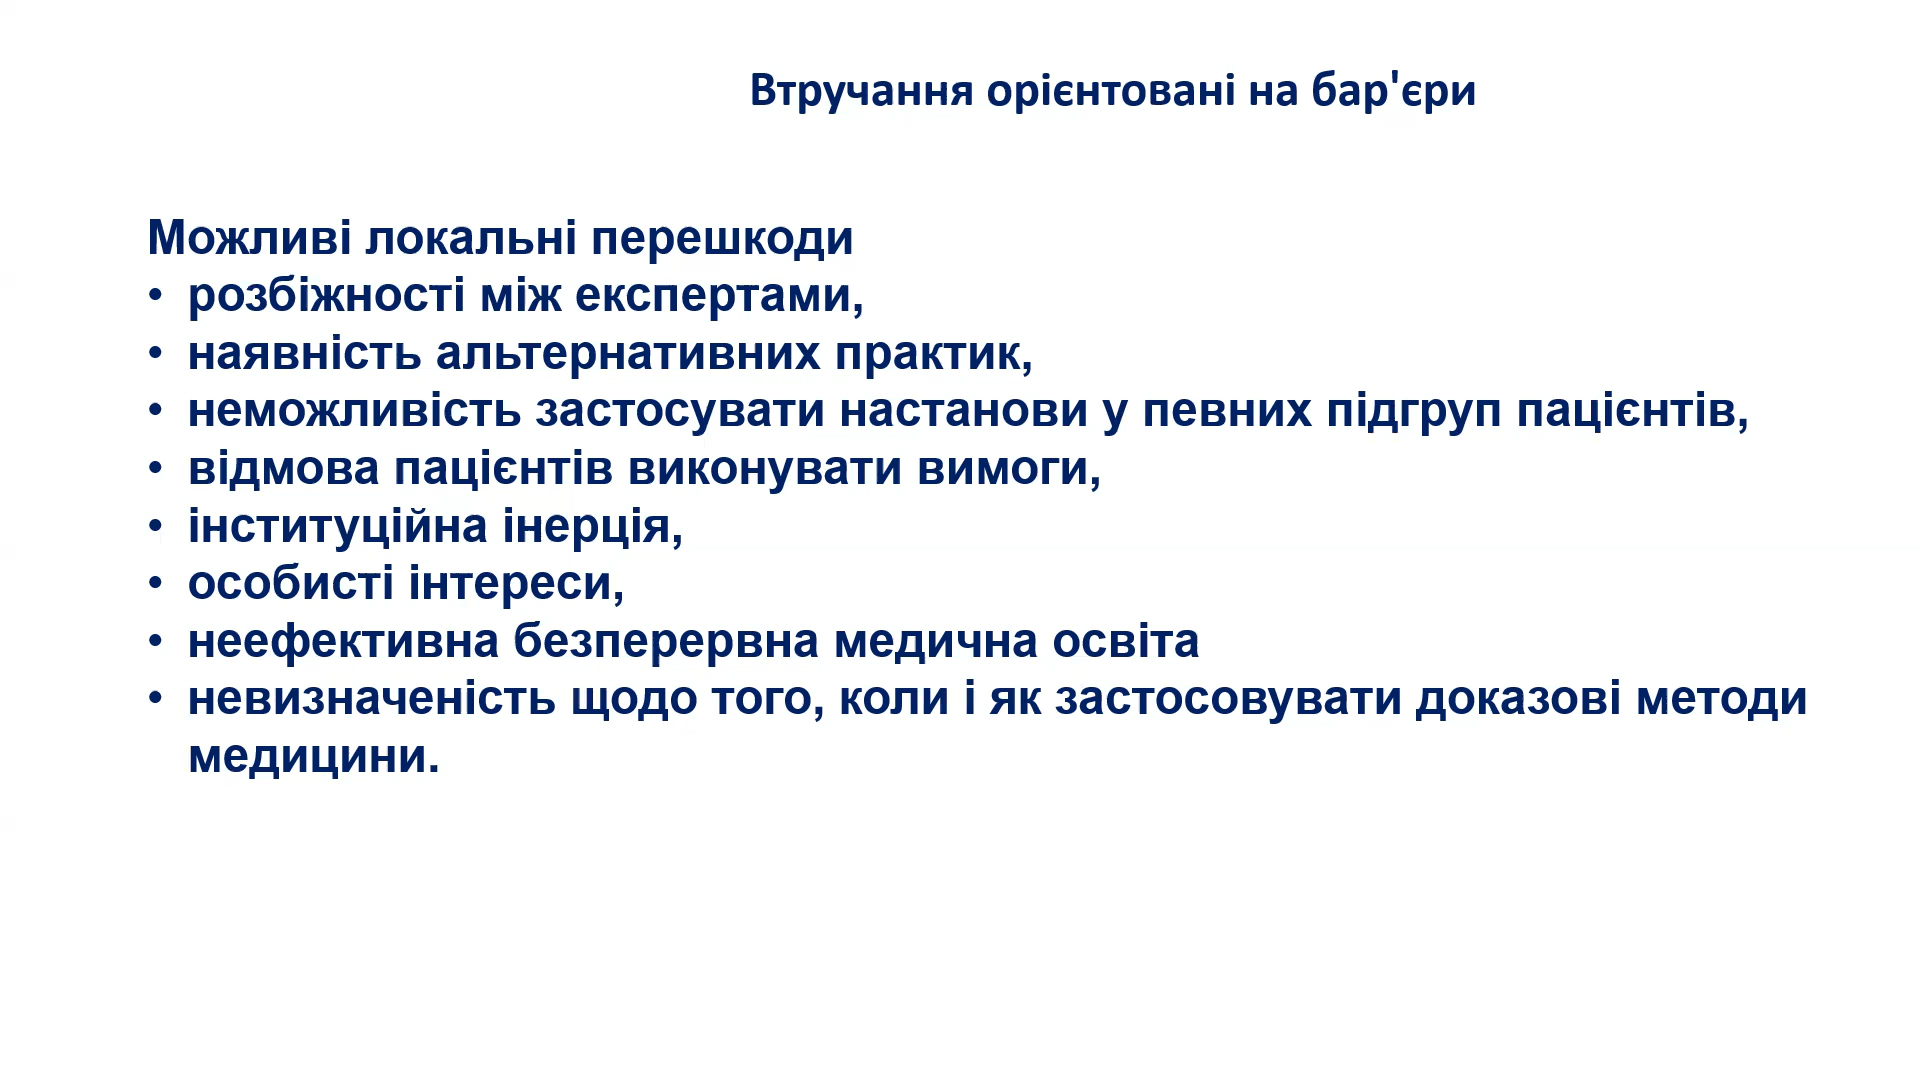 Втручання орієнтовані на бар'єри
Можливі локальні перешкоди
• розбіжності між експертами,
• наявність альтернативних практик,
• неможливість застосувати настанови у певних підгруп пацієнтів,
• відмова пацієнтів виконувати вимоги,
• інституційна інерція,
• особисті інтереси,
• неефективна безперервна медична освіта
• невизначеність щодо того, коли і як застосовувати доказові методи
медицини.